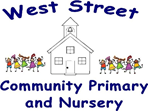 West Street
Community Primary
and Nursery